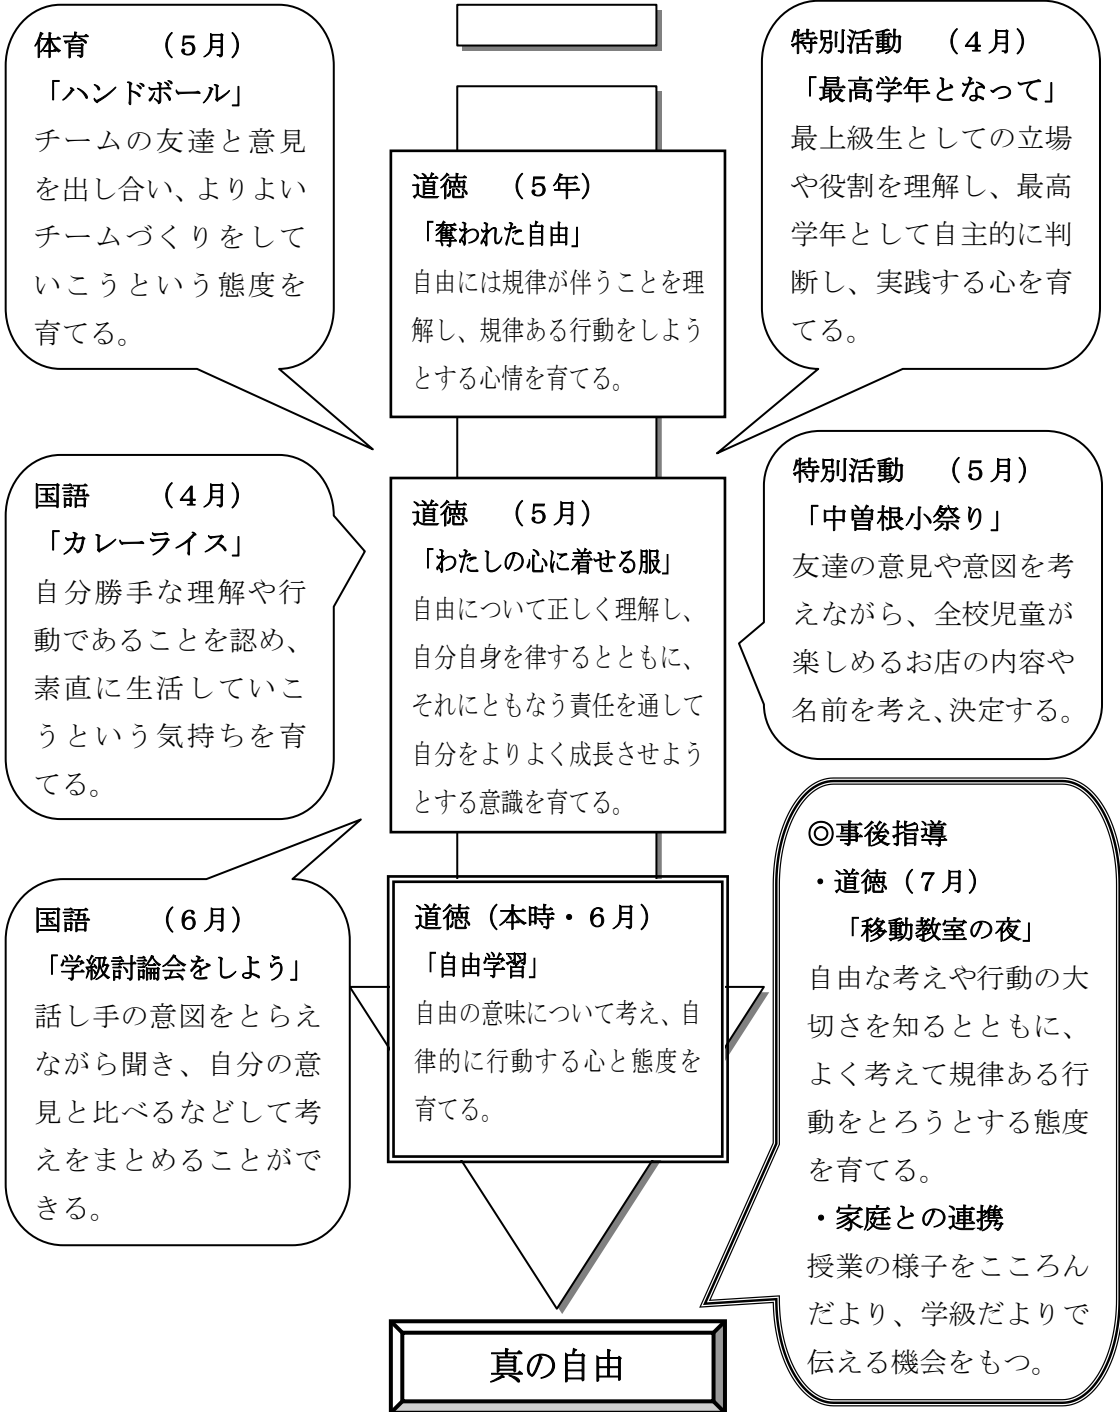 体育　　（５月）
「ハンドボール」
チームの友達と意見
を出し合い、よりよい
チームづくりをして
いこうという態度を
育てる。
特別活動　（４月）
「最高学年となって」
最上級生としての立場
や役割を理解し、最高
学年として自主的に判
断し、実践する心を育
てる。
道徳　（５年）
「奪われた自由」
自由には規律が伴うことを理
解し、規律ある行動をしよう
とする心情を育てる。
国語　　（４月）
「カレーライス」
自分勝手な理解や行
動であることを認め、
素直に生活していこ
うという気持ちを育
てる。
道徳　（５月）
「わたしの心に着せる服」
自由について正しく理解し、
自分自身を律するとともに、
それにともなう責任を通して
自分をよりよく成長させよう
とする意識を育てる。
特別活動　（５月）
「中曽根小祭り」
友達の意見や意図を考
えながら、全校児童が
楽しめるお店の内容や
名前を考え、決定する。
国語　　（６月）
「学級討論会をしよう」
話し手の意図をとらえ
ながら聞き、自分の意
見と比べるなどして考
えをまとめることがで
きる。
道徳（本時・６月）
「自由学習」
自由の意味について考え、自
律的に行動する心と態度を
育てる。
◎事後指導
・道徳（７月）
「移動教室の夜」
自由な考えや行動の大
切さを知るとともに、
よく考えて規律ある行
動をとろうとする態度
を育てる。
・家庭との連携
授業の様子をこころん
だより、学級だよりで
伝える機会をもつ。
真の自由